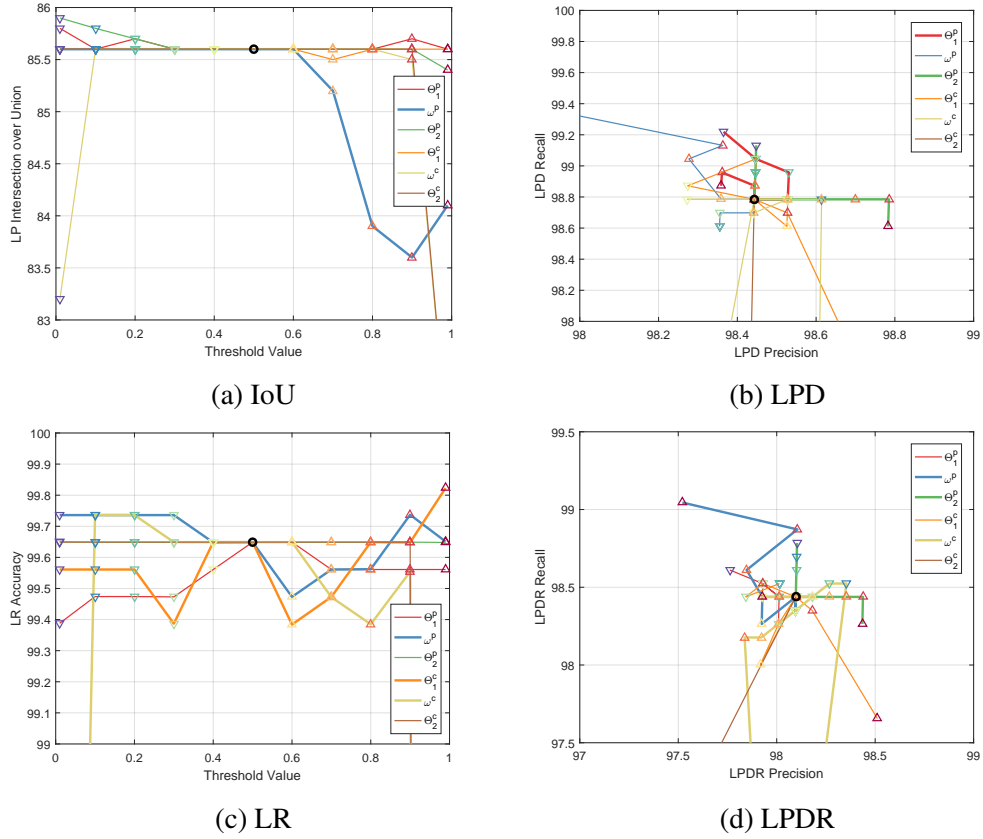 86
85.5
85
84.5
84
83.5
83
0
0.2
0.4
0.6
0.8
1
LP Intersection over Union
Threshold Value
Θ₁ᵖ
ωᵖ
Θ₂ᵖ
Θ₁ᶜ
ωᶜ
Θ₂ᶜ
(a) IoU
100
99.8
99.6
99.4
99.2
99
98.8
98.6
98.4
98.2
98
98
98.2
98.4
98.6
98.8
99
LPD Recall
LPD Precision
Θ₁ᵖ
ωᵖ
Θ₂ᵖ
Θ₁ᶜ
ωᶜ
Θ₂ᶜ
(b) LPD
100
99.9
99.8
99.7
99.6
99.5
99.4
99.3
99.2
99.1
99
0
0.2
0.4
0.6
0.8
1
LR Accuracy
Threshold Value
Θ₁ᵖ
ωᵖ
Θ₂ᵖ
Θ₁ᶜ
ωᶜ
Θ₂ᶜ
(c) LR
99.5
99
98.5
98
97.5
97
97.5
98
98.5
99
LPDR Recall
LPDR Precision
Θ₁ᵖ
ωᵖ
Θ₂ᵖ
Θ₁ᶜ
ωᶜ
Θ₂ᶜ
(d) LPDR